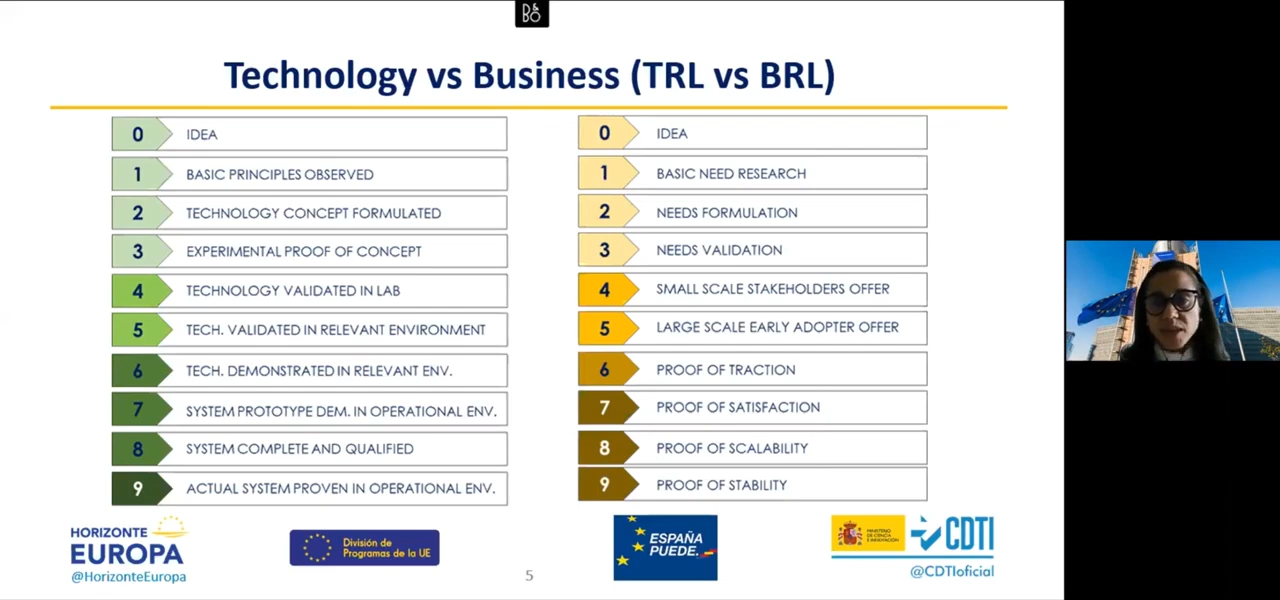 B&O
Technology vs Business (TRL vs BRL)
0 IDEA
1 BASIC PRINCIPLES OBSERVED
2 TECHNOLOGY CONCEPT FORMULATED
3 EXPERIMENTAL PROOF OF CONCEPT
4 TECHNOLOGY VALIDATED IN LAB
5 TECH. VALIDATED IN RELEVANT ENVIRONMENT
6 TECH. DEMONSTRATED IN RELEVANT ENV.
7 SYSTEM PROTOTYPE DEM. IN OPERATIONAL ENV.
8 SYSTEM COMPLETE AND QUALIFIED
9 ACTUAL SYSTEM PROVEN IN OPERATIONAL ENV.
0 IDEA
1 BASIC NEED RESEARCH
2 NEEDS FORMULATION
3 NEEDS VALIDATION
4 SMALL SCALE STAKEHOLDERS OFFER
5 LARGE SCALE EARLY ADOPTER OFFER
6 PROOF OF TRACTION
7 PROOF OF SATISFACTION
8 PROOF OF SCALABILITY
9 PROOF OF STABILITY
HORIZONTE
EUROPA
@HorizonteEuropa
División de
Programas de la UE
5
ESPAÑA
PUEDE.
MINISTERIO
DE CIENCIA
E INNOVACIÓN
CDTI
@CDTIoficial